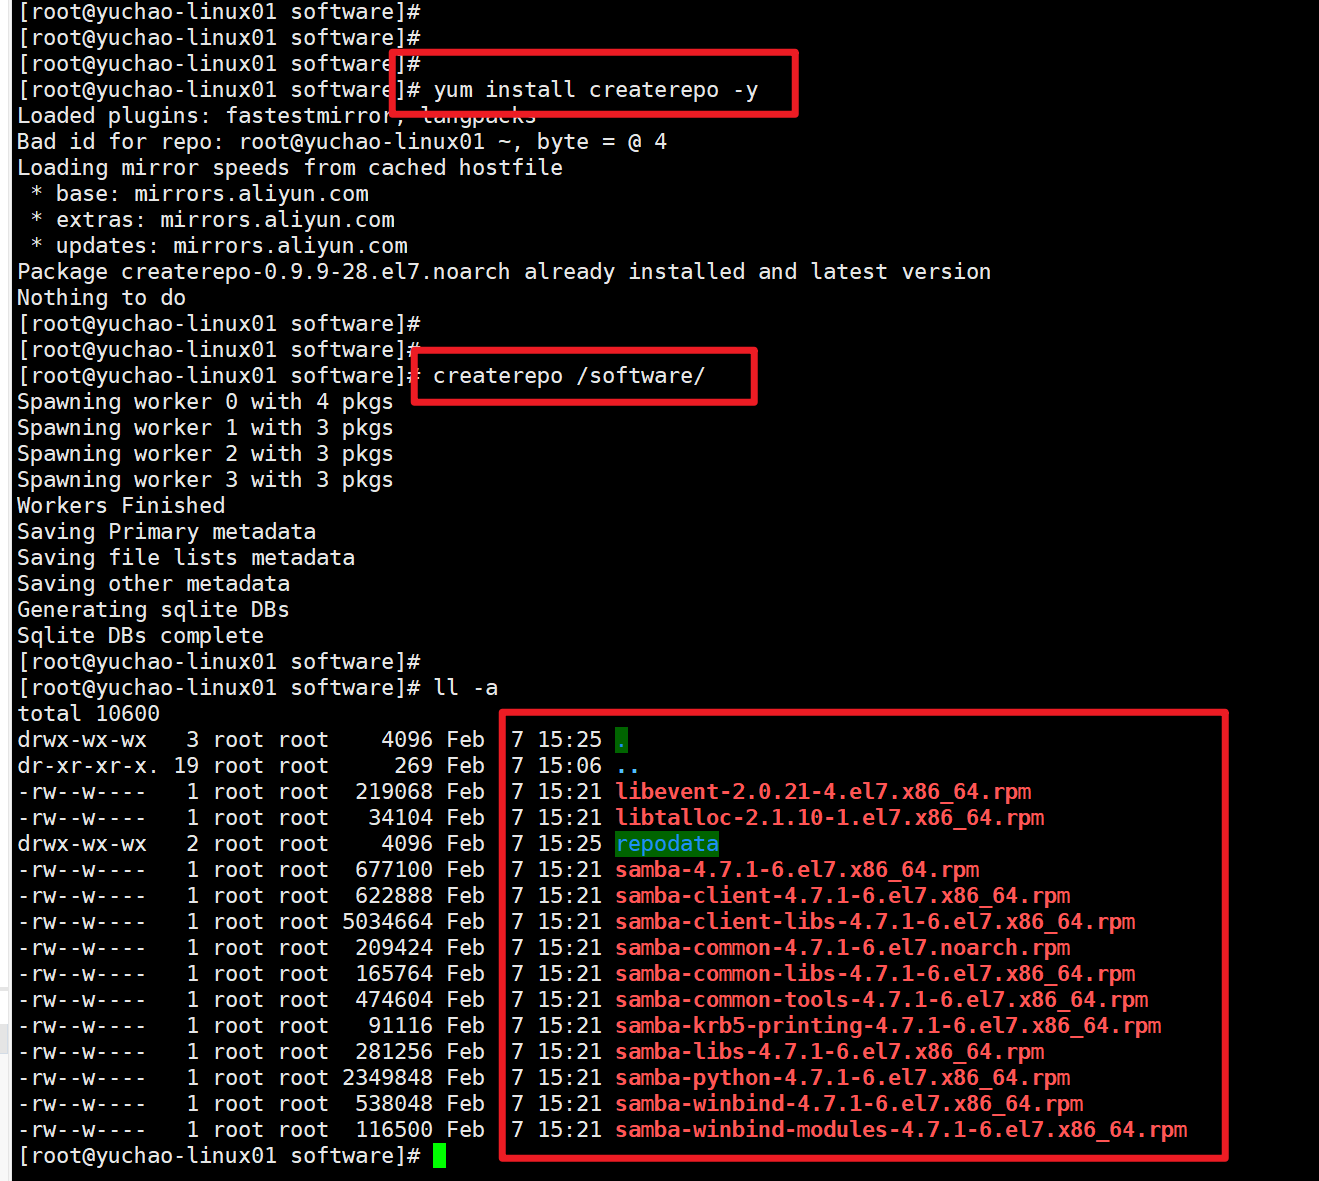 [root@yuchao-linux01 software]#
[root@yuchao-linux01 software]#
[root@yuchao-linux01 software]#
[root@yuchao-linux01 software]# yum install createrepo -y
Loaded plugins: fastestmirror, langpacks
Bad id for repo: root@yuchao-linux01 ~, byte = @ 4
Loading mirror speeds from cached hostfile
 * base: mirrors.aliyun.com
 * extras: mirrors.aliyun.com
 * updates: mirrors.aliyun.com
Package createrepo-0.9.9-28.el7.noarch already installed and latest version
Nothing to do
[root@yuchao-linux01 software]#
[root@yuchao-linux01 software]#
[root@yuchao-linux01 software]# createrepo /software/
Spawning worker 0 with 4 pkgs
Spawning worker 1 with 3 pkgs
Spawning worker 2 with 3 pkgs
Spawning worker 3 with 3 pkgs
Workers Finished
Saving Primary metadata
Saving file lists metadata
Saving other metadata
Generating sqlite DBs
Sqlite DBs complete
[root@yuchao-linux01 software]#
[root@yuchao-linux01 software]# ll -a
total 10600
drwx-wx-wx   3 root root    4096 Feb  7 15:25 .
dr-xr-xr-x. 19 root root     269 Feb  7 15:06 ..
-rw--w----   1 root root  219068 Feb  7 15:21 libevent-2.0.21-4.el7.x86_64.rpm
-rw--w----   1 root root   34104 Feb  7 15:21 libtalloc-2.1.10-1.el7.x86_64.rpm
drwx-wx-wx   2 root root    4096 Feb  7 15:25 repodata
-rw--w----   1 root root  677100 Feb  7 15:21 samba-4.7.1-6.el7.x86_64.rpm
-rw--w----   1 root root  622888 Feb  7 15:21 samba-client-4.7.1-6.el7.x86_64.rpm
-rw--w----   1 root root 5034664 Feb  7 15:21 samba-client-libs-4.7.1-6.el7.x86_64.rpm
-rw--w----   1 root root  209424 Feb  7 15:21 samba-common-4.7.1-6.el7.noarch.rpm
-rw--w----   1 root root  165764 Feb  7 15:21 samba-common-libs-4.7.1-6.el7.x86_64.rpm
-rw--w----   1 root root  474604 Feb  7 15:21 samba-common-tools-4.7.1-6.el7.x86_64.rpm
-rw--w----   1 root root   91116 Feb  7 15:21 samba-krb5-printing-4.7.1-6.el7.x86_64.rpm
-rw--w----   1 root root  281256 Feb  7 15:21 samba-libs-4.7.1-6.el7.x86_64.rpm
-rw--w----   1 root root 2349848 Feb  7 15:21 samba-python-4.7.1-6.el7.x86_64.rpm
-rw--w----   1 root root  538048 Feb  7 15:21 samba-winbind-4.7.1-6.el7.x86_64.rpm
-rw--w----   1 root root  116500 Feb  7 15:21 samba-winbind-modules-4.7.1-6.el7.x86_64.rpm
[root@yuchao-linux01 software]#